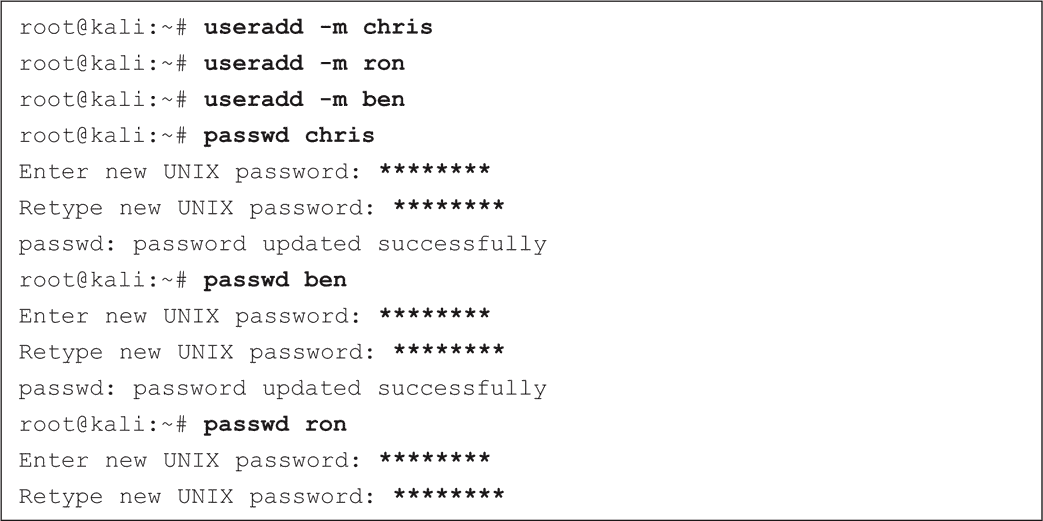 root@kali:~# useradd -m chris
root@kali:~# useradd -m ron
root@kali:~# useradd -m ben
root@kali:~# passwd chris
Enter new UNIX password: ********
Retype new UNIX password: ********
passwd: password updated successfully
root@kali:~# passwd ben
Enter new UNIX password: ********
Retype new UNIX password: ********
passwd: password updated successfully
root@kali:~# passwd ron
Enter new UNIX password: ********
Retype new UNIX password: ********